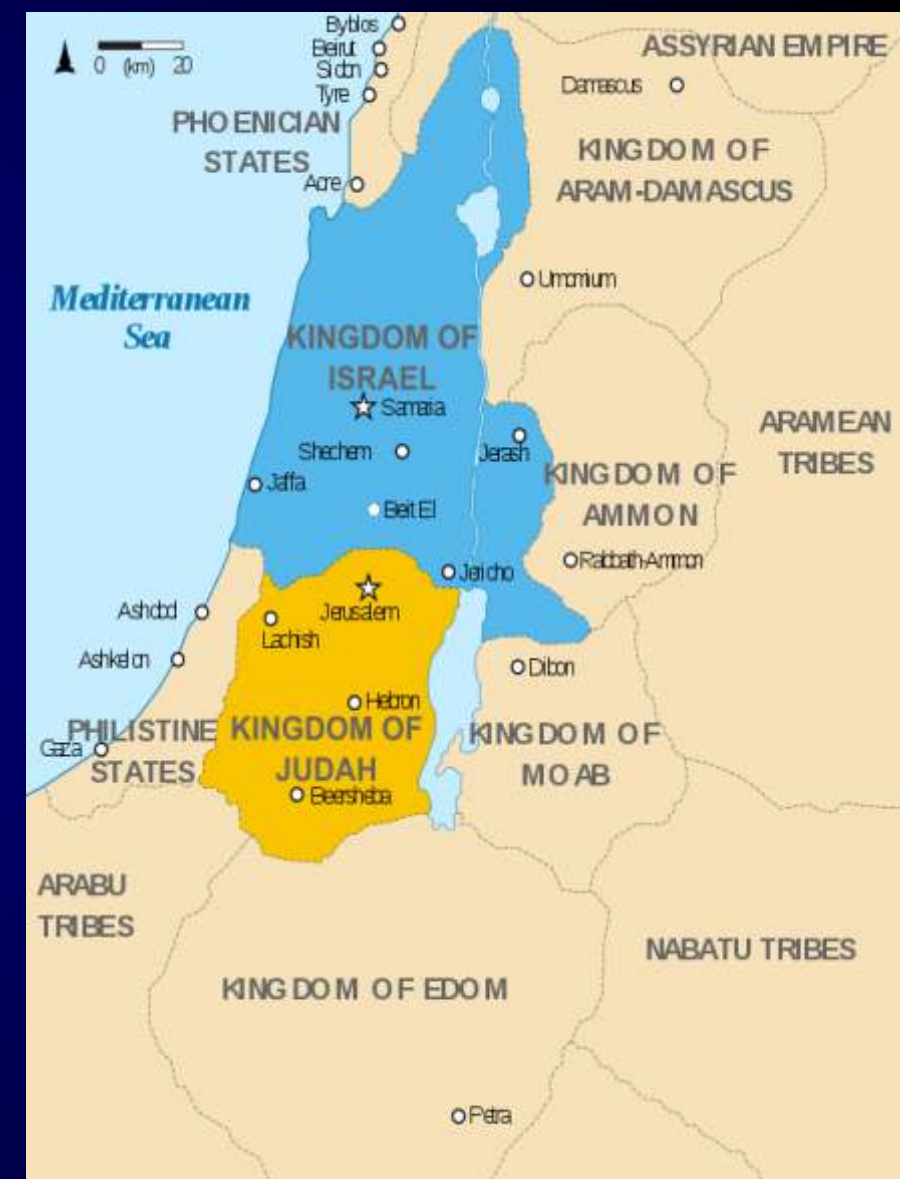 Byblos
Beirut
Sidon
Tyre
0 (km) 20
ASSYRIAN EMPIRE
Damascus
PHOENICIAN
STATES
KINGDOM OF
ARAM-DAMASCUS
Acre
Urmomium
Mediterranean
Sea
KINGDOM OF
ISRAEL
Samaria
Shechem
Jerash
ARAMEAN
TRIBES
Jaffa
KINGDOM OF
AMMON
Beit El
Jericho
Rabbath-Ammon
Ashdod
Jerusalem
Lachish
Ashkelon
Dibon
Hebron
PHILISTINE
STATES
Gaza
KINGDOM OF
JUDAH
KINGDOM OF
MOAB
Beersheba
ARABU
TRIBES
NABATU TRIBES
KINGDOM OF EDOM
Petra